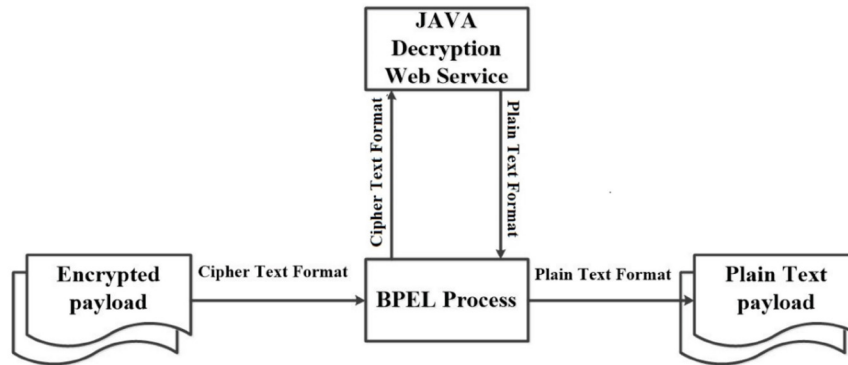 JAVA
Decryption
Web Service
Cipher Text Format
Plain Text Format
Encrypted
payload
Cipher Text Format
BPEL Process
Plain Text Format
Plain Text
payload